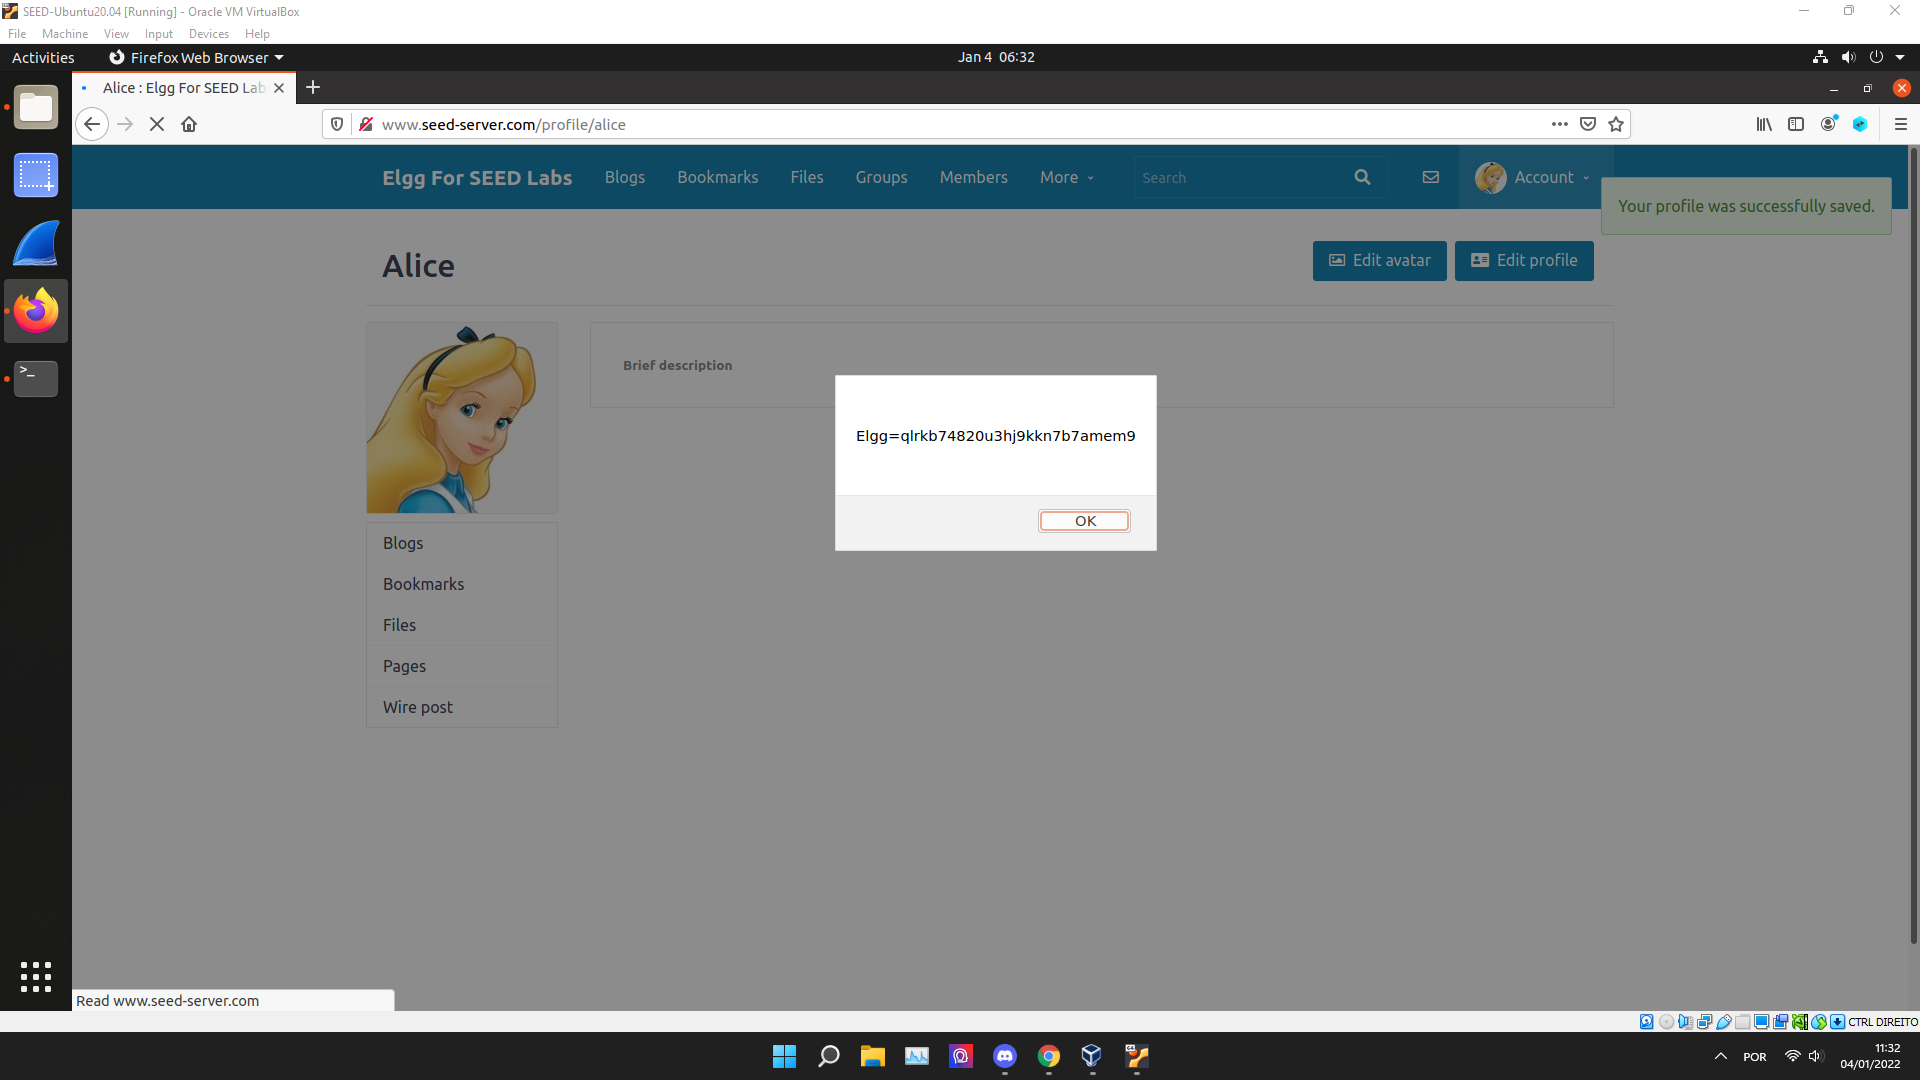 SEED-Ubuntu20.04 [Running] - Oracle VM VirtualBox
File Machine View Input Devices Help
Activities Firefox Web Browser Jan 4 06:32
Alice : Elgg For SEED Lab
www.seed-server.com/profile/alice
Elgg For SEED Labs Blogs Bookmarks Files Groups Members More Search Account
Your profile was successfully saved.
Alice
Edit avatar Edit profile
Brief description
Elgg=qlrkb74820u3hj9kkn7b7amem9
OK
Blogs
Bookmarks
Files
Pages
Wire post
Read www.seed-server.com
CTRL DIREITO
POR
11:32
04/01/2022